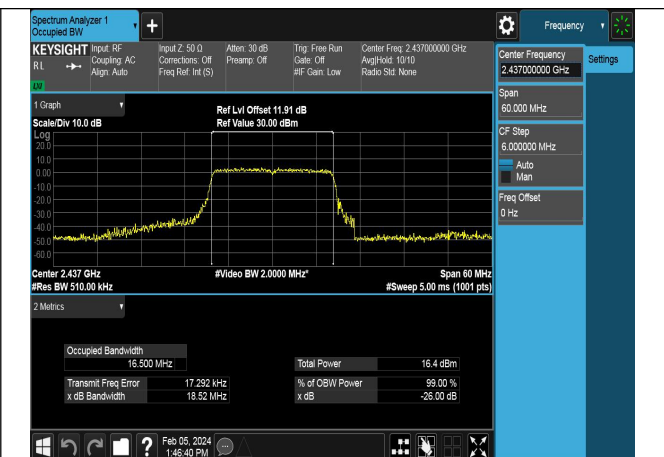 Spectrum Analyzer 1
Occupied BW
+
Frequency
KEYSIGHT
RL
Input: RF
Coupling: AC
Align: Auto
Input Z: 50 Ω
Corrections: Off
Freq Ref: Int (S)
Atten: 30 dB
Preamp: Off
Trig: Free Run
Gate: Off
#IF Gain: Low
Center Freq: 2.437000000 GHz
Avg|Hold: 10/10
Radio Std: None
Center Frequency
2.437000000 GHz
Settings
Span
60.000 MHz
CF Step
6.000000 MHz
Auto
Man
Freq Offset
0 Hz
1 Graph
Scale/Div 10.0 dB
Ref Lvl Offset 11.91 dB
Ref Value 30.00 dBm
Log
20.0
10.0
0.00
-10.0
-20.0
-30.0
-40.0
-50.0
-60.0
Center 2.437 GHz
#Video BW 2.0000 MHz*
Span 60 MHz
#Res BW 510.00 kHz
#Sweep 5.00 ms (1001 pts)
2 Metrics
Occupied Bandwidth
16.500 MHz
Total Power 16.4 dBm
Transmit Freq Error 17.292 kHz
% of OBW Power 99.00 %
x dB Bandwidth 18.52 MHz
x dB -26.00 dB
?
Feb 05, 2024
1:46:40 PM